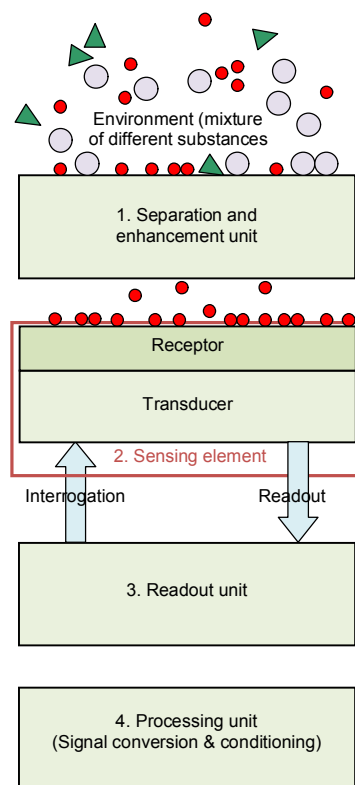 Environment (mixture
of different substances
1. Separation and
enhancement unit
Receptor
Transducer
2. Sensing element
Interrogation
Readout
3. Readout unit
4. Processing unit
(Signal conversion & conditioning)